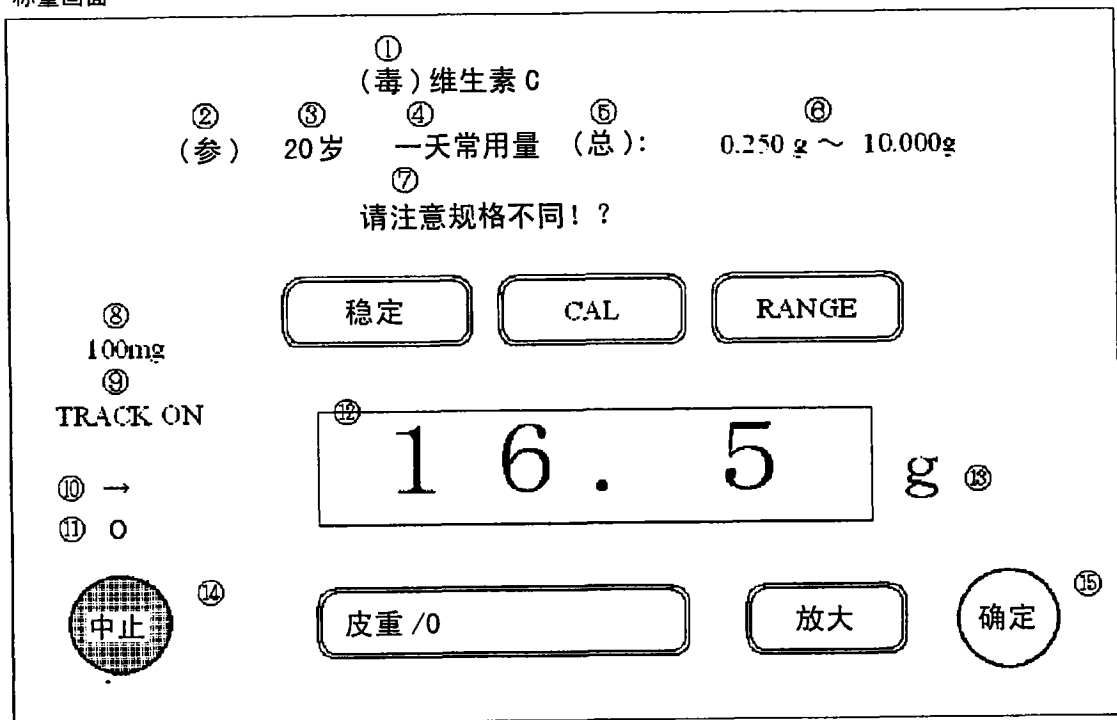 称量画面
①
(毒)维生素 C
② ③ ④ ⑤ ⑥
(参) 20岁 一天常用量 (总): 0.250 g ~ 10.000g
⑦
请注意规格不同! ?
稳定 CAL RANGE
⑧
100mg
⑨
TRACK ON
⑫ 16. 5 g ⑬
⑩ →
⑪ O
中止 ⑭ 皮重 /0 放大 确定 ⑮